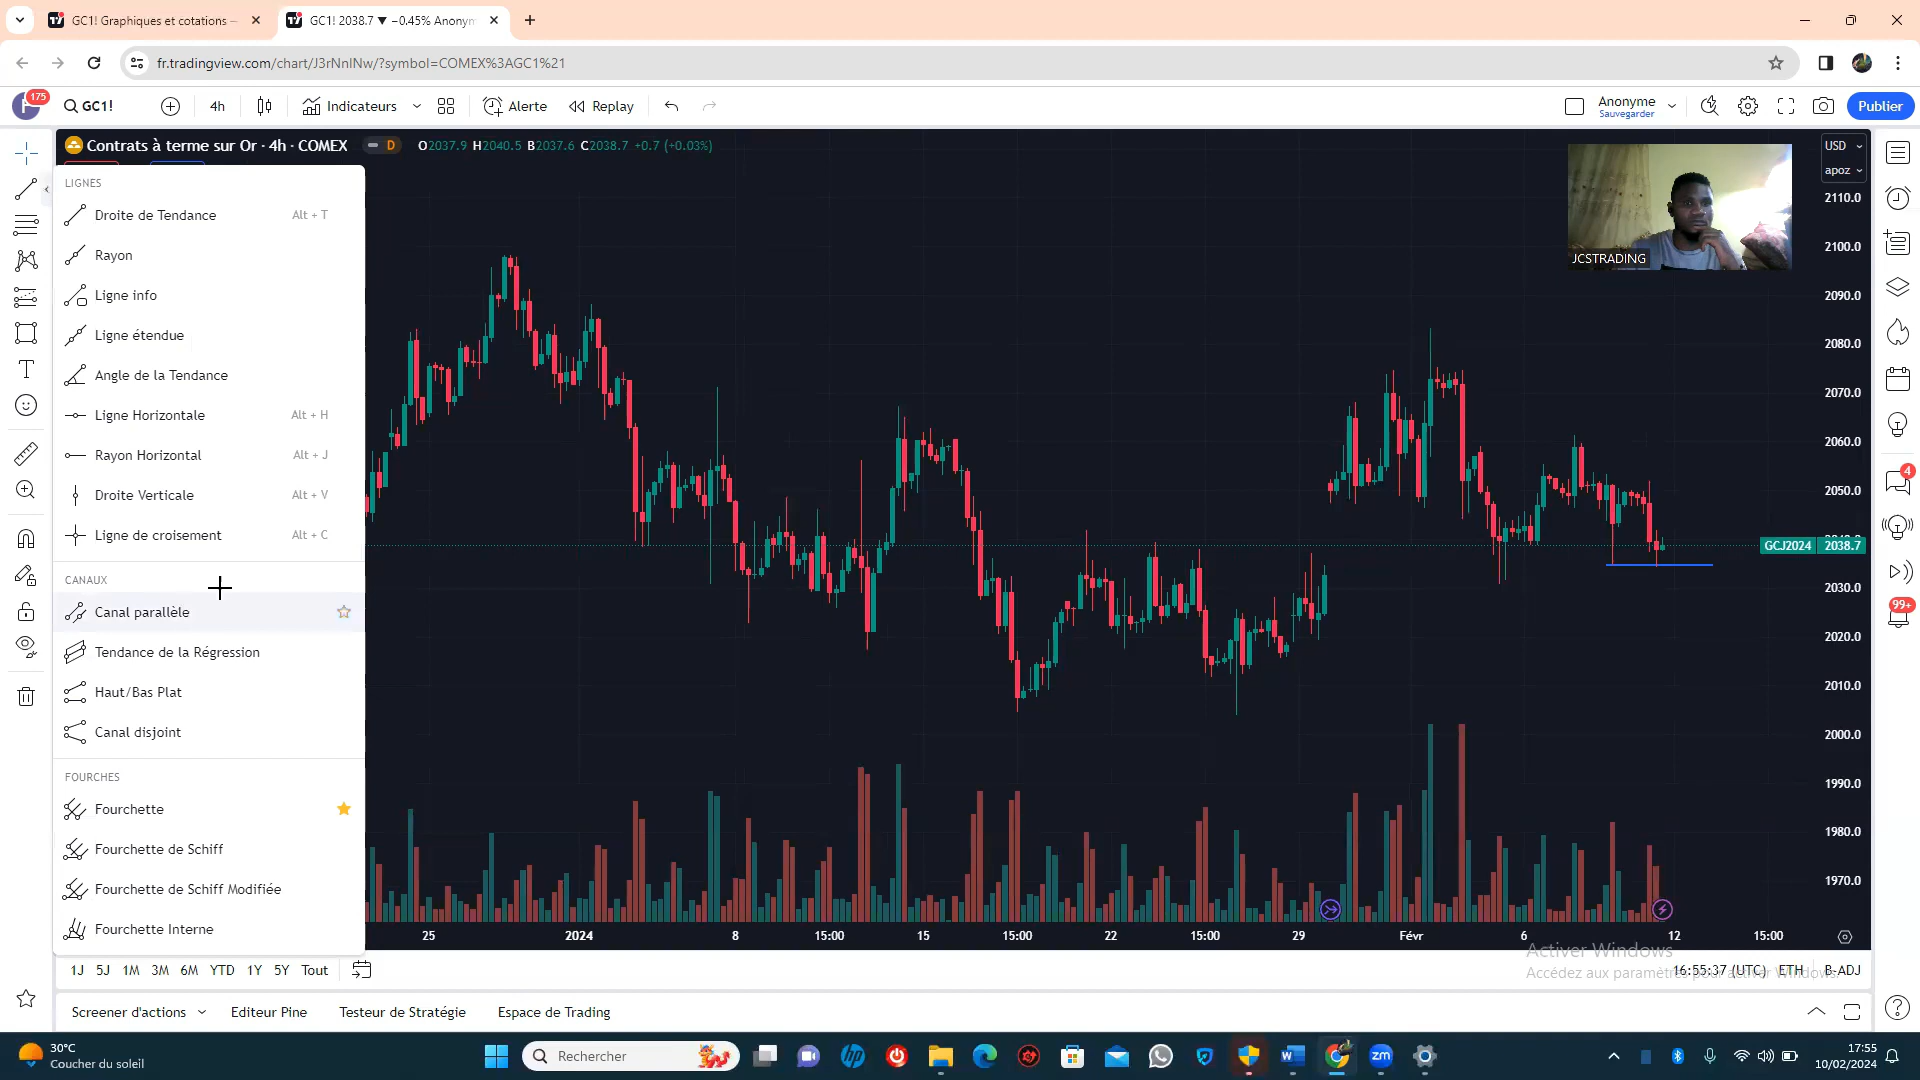 GC1! Graphiques et cotations —
GC1! 2038.7 ▼ −0.45% Anonym
fr.tradingview.com/chart/J3rNnlNw/?symbol=COMEX%3AGC1%21
175
GC1!
4h
Indicateurs
Alerte
Replay
Anonyme
Sauvegarder
Publier
Contrats à terme sur Or · 4h · COMEX
D
O2037.9 H2040.5 B2037.6 C2038.7 +0.7 (+0.03%)
USD
apoz
JCSTRADING
LIGNES
Droite de Tendance Alt + T
Rayon
Ligne info
Ligne étendue
Angle de la Tendance
Ligne Horizontale Alt + H
Rayon Horizontal Alt + J
Droite Verticale Alt + V
Ligne de croisement Alt + C
CANAUX
Canal parallèle
Tendance de la Régression
Haut/Bas Plat
Canal disjoint
FOURCHES
Fourchette
Fourchette de Schiff
Fourchette de Schiff Modifiée
Fourchette Interne
2110.0
2100.0
2090.0
2080.0
2070.0
2060.0
2050.0
GCJ2024 2038.7
2030.0
2020.0
2010.0
2000.0
1990.0
1980.0
1970.0
4
99+
25 2024 8 15:00 15 15:00 22 15:00 29 Févr 6 12 15:00
Activer Windows
Accédez aux paramètres pour activer Windows.
1J 5J 1M 3M 6M YTD 1Y 5Y Tout
16:55:37 (UTC) ETH B-ADJ
Screener d'actions Editeur Pine Testeur de Stratégie Espace de Trading
30°C
Coucher du soleil
Rechercher
zm
17:55
10/02/2024